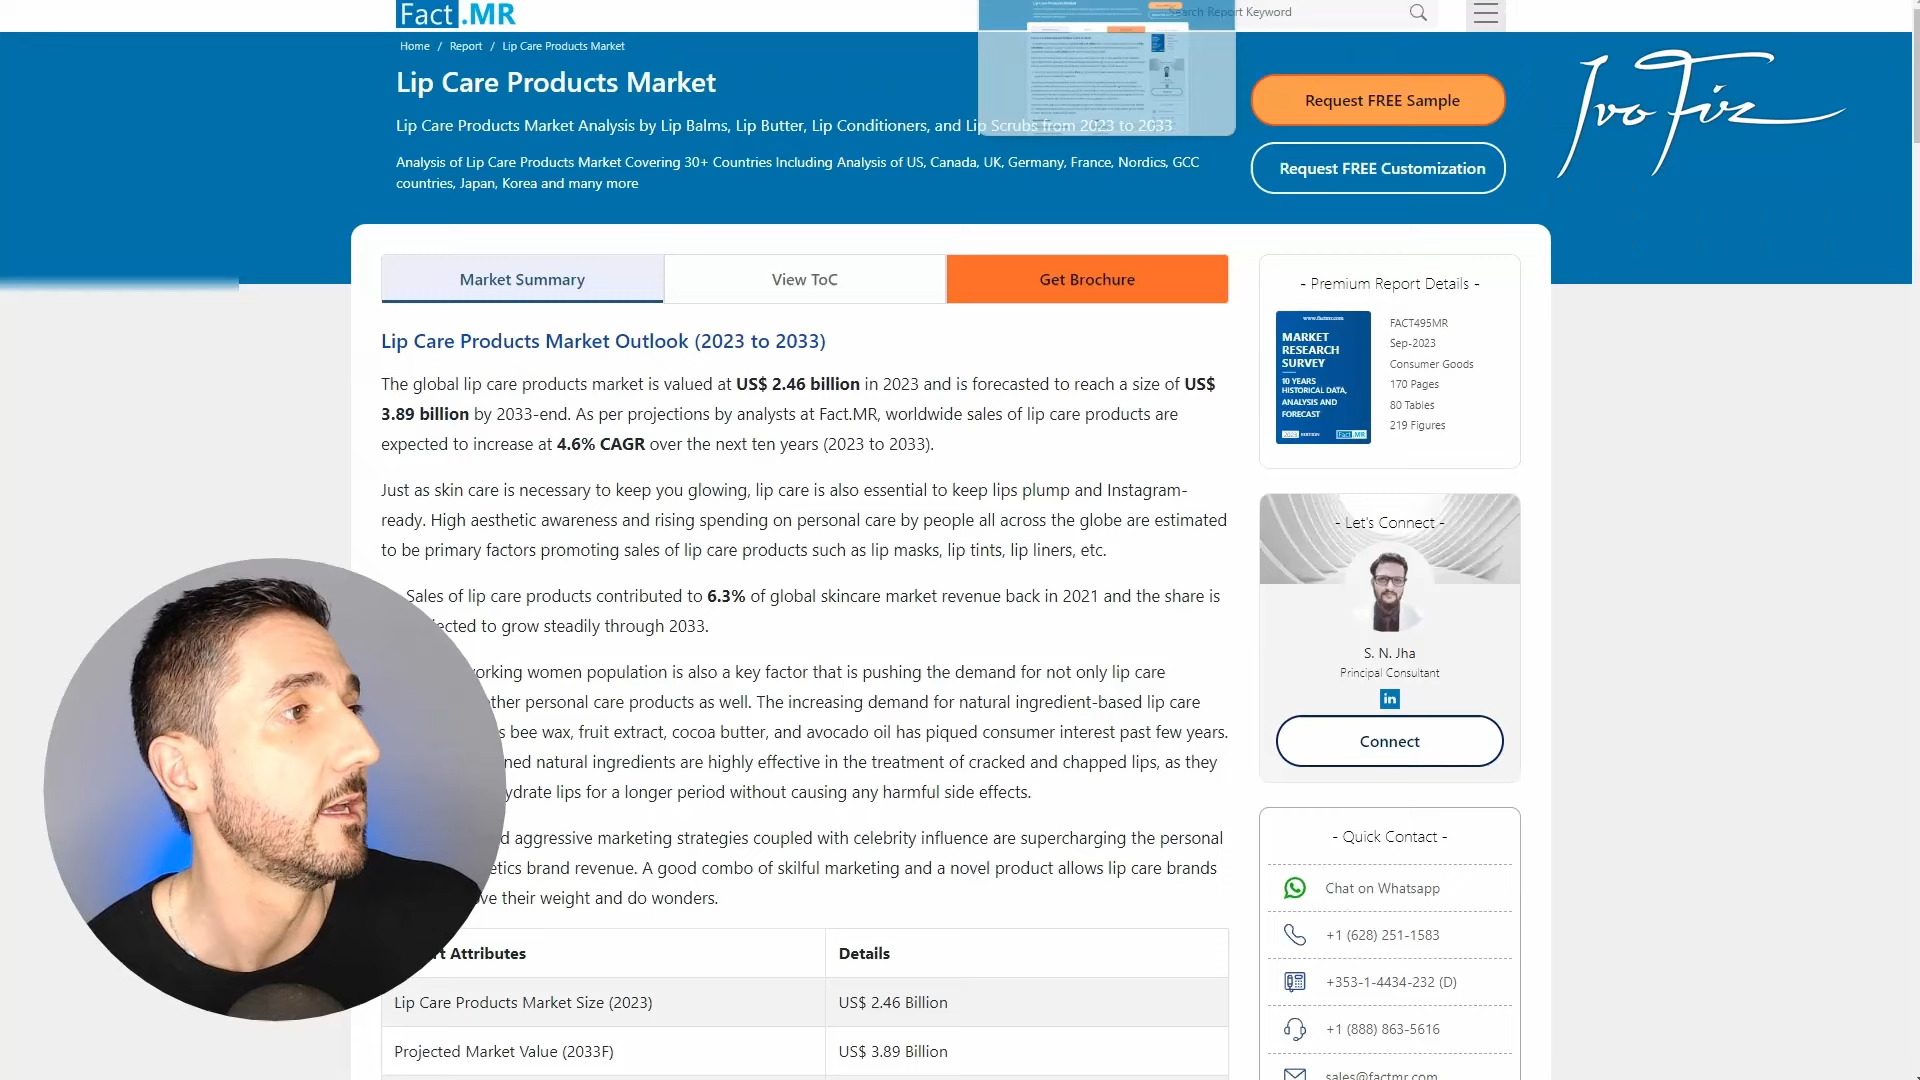 Fact.MR
Search Report Keyword
Home / Report / Lip Care Products Market
Ivo Fiz
Lip Care Products Market
Lip Care Products Market Analysis by Lip Balms, Lip Butter, Lip Conditioners, and Lip Scrubs from 2023 to 2033
Analysis of Lip Care Products Market Covering 30+ Countries Including Analysis of US, Canada, UK, Germany, France, Nordics, GCC
countries, Japan, Korea and many more
Request FREE Sample
Request FREE Customization
Market Summary
View ToC
Get Brochure
Lip Care Products Market Outlook (2023 to 2033)
The global lip care products market is valued at US$ 2.46 billion in 2023 and is forecasted to reach a size of US$
3.89 billion by 2033-end. As per projections by analysts at Fact.MR, worldwide sales of lip care products are
expected to increase at 4.6% CAGR over the next ten years (2023 to 2033).
Just as skin care is necessary to keep you glowing, lip care is also essential to keep lips plump and Instagram-
ready. High aesthetic awareness and rising spending on personal care by people all across the globe are estimated
to be primary factors promoting sales of lip care products such as lip masks, lip tints, lip liners, etc.
Sales of lip care products contributed to 6.3% of global skincare market revenue back in 2021 and the share is
to grow steadily through 2033.
women population is also a key factor that is pushing the demand for not only lip care
personal care products as well. The increasing demand for natural ingredient-based lip care
bee wax, fruit extract, cocoa butter, and avocado oil has piqued consumer interest past few years.
natural ingredients are highly effective in the treatment of cracked and chapped lips, as they
lips for a longer period without causing any harmful side effects.
aggressive marketing strategies coupled with celebrity influence are supercharging the personal
brand revenue. A good combo of skilful marketing and a novel product allows lip care brands
their weight and do wonders.
Attributes
Details
Lip Care Products Market Size (2023)
US$ 2.46 Billion
Projected Market Value (2033F)
US$ 3.89 Billion
- Premium Report Details -
www.factmr.com
MARKET
RESEARCH
SURVEY
10 YEARS
HISTORICAL DATA,
ANALYSIS AND
FORECAST
2023 EDITION
Fact.MR
FACT495MR
Sep-2023
Consumer Goods
170 Pages
80 Tables
219 Figures
- Let's Connect -
S. N. Jha
Principal Consultant
in
Connect
- Quick Contact -
Chat on Whatsapp
+1 (628) 251-1583
+353-1-4434-232 (D)
+1 (888) 863-5616
sales@factmr.com